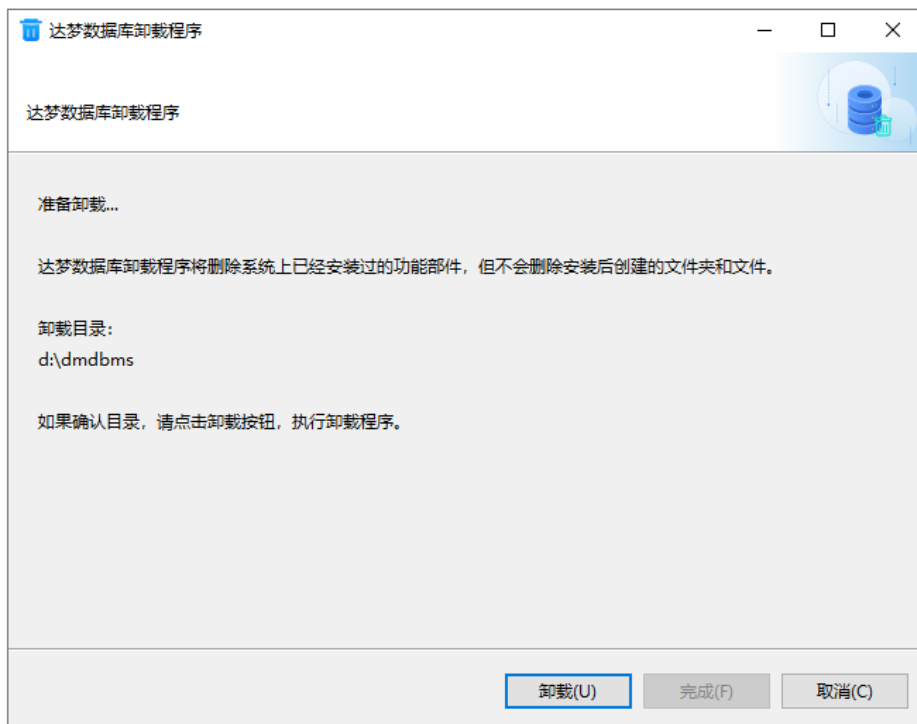 达梦数据库卸载程序
达梦数据库卸载程序
准备卸载...
达梦数据库卸载程序将删除系统上已经安装过的功能部件，但不会删除安装后创建的文件夹和文件。
卸载目录：
d:\dmdbms
如果确认目录，请点击卸载按钮，执行卸载程序。
卸载(U)
完成(F)
取消(C)